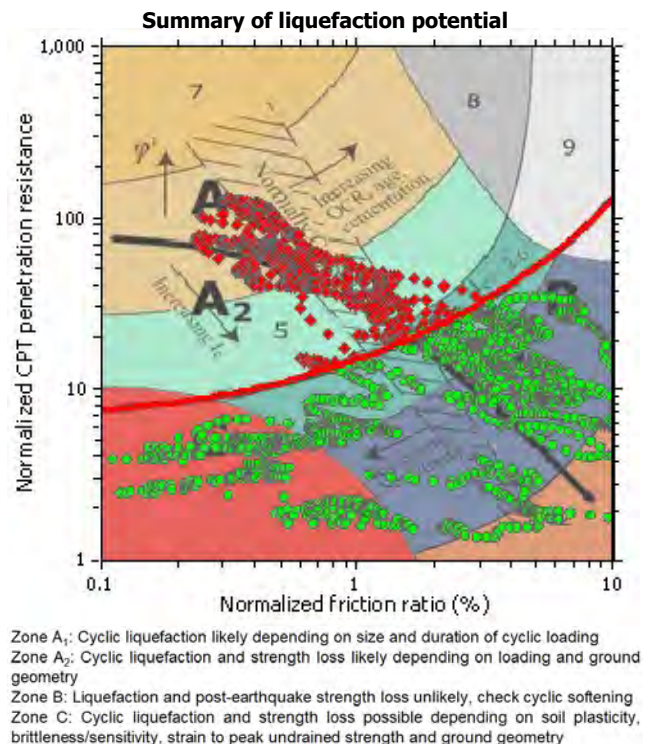 Summary of liquefaction potential
1,000
7
8
9
φ'
Increasing
OCR, age,
cementation
Normally
100
A
A₂
B
Increasing Ic
5
10
1
0.1
1
10
Normalized CPT penetration resistance
Normalized friction ratio (%)
Zone A₁: Cyclic liquefaction likely depending on size and duration of cyclic loading
Zone A₂: Cyclic liquefaction and strength loss likely depending on loading and ground
geometry
Zone B: Liquefaction and post-earthquake strength loss unlikely, check cyclic softening
Zone C: Cyclic liquefaction and strength loss possible depending on soil plasticity,
brittleness/sensitivity, strain to peak undrained strength and ground geometry